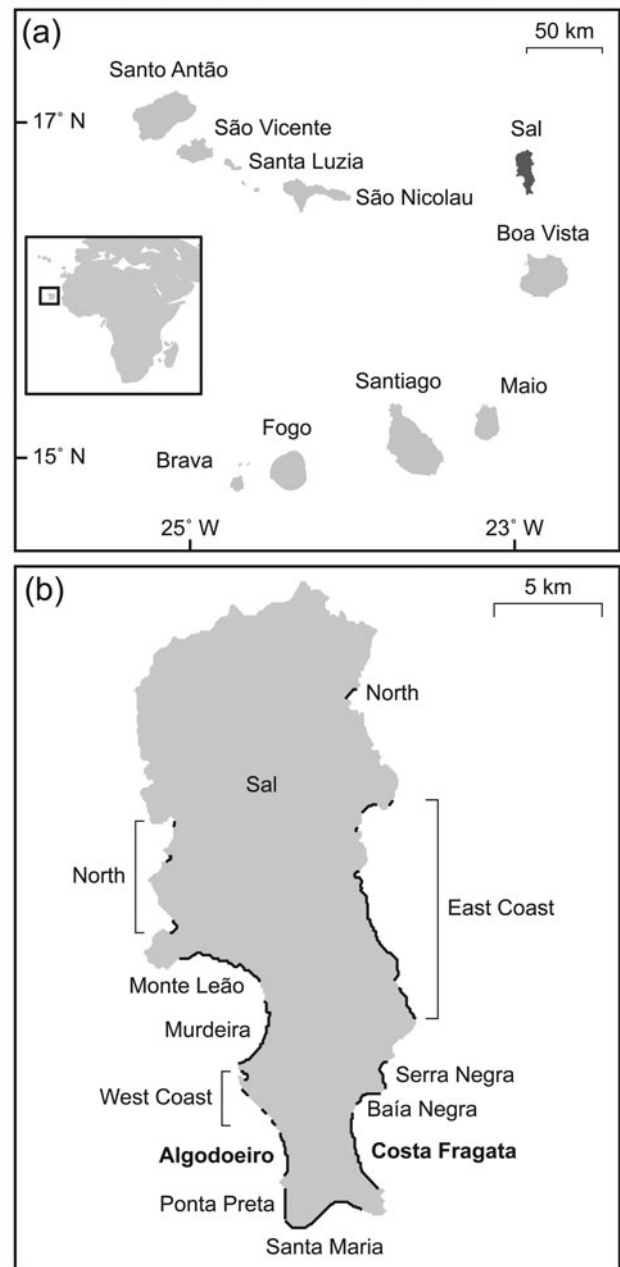 (a)
50 km
Santo Antão
17° N
São Vicente
Sal
Santa Luzia
São Nicolau
Boa Vista
Santiago
Maio
Fogo
15° N
Brava
25° W
23° W
(b)
5 km
North
Sal
North
East Coast
Monte Leão
Murdeira
Serra Negra
West Coast
Baía Negra
Algodoeiro
Costa Fragata
Ponta Preta
Santa Maria